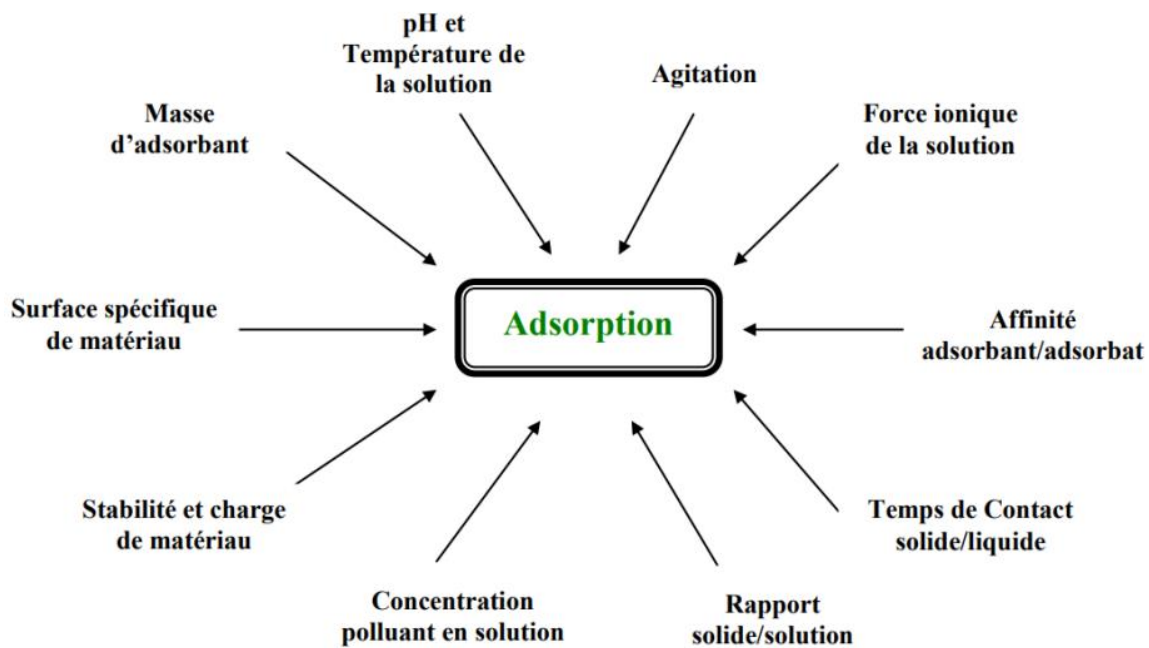 pH et
Température de
la solution
Agitation
Masse
d'adsorbant
Force ionique
de la solution
Surface spécifique
de matériau
Adsorption
Affinité
adsorbant/adsorbat
Stabilité et charge
de matériau
Temps de Contact
solide/liquide
Concentration
polluant en solution
Rapport
solide/solution